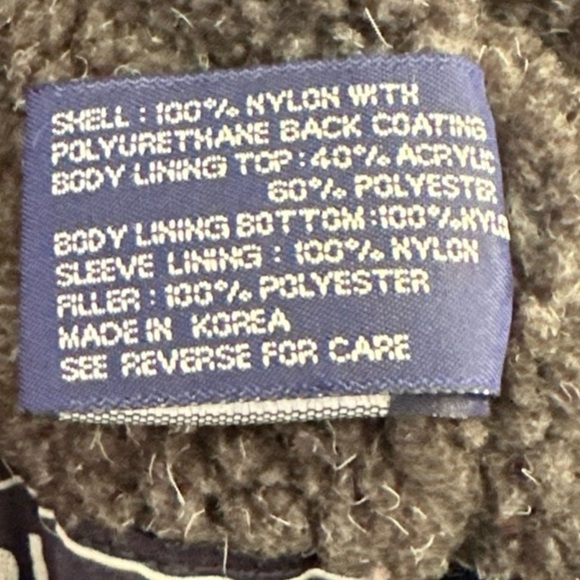 SHELL : 100% NYLON WITH
POLYURETHANE BACK COATING
BODY LINING TOP : 40% ACRYLIC
60% POLYESTER
BODY LINING BOTTOM : 100% NYLO
SLEEVE LINING : 100% NYLON
FILLER : 100% POLYESTER
MADE IN KOREA
SEE REVERSE FOR CARE